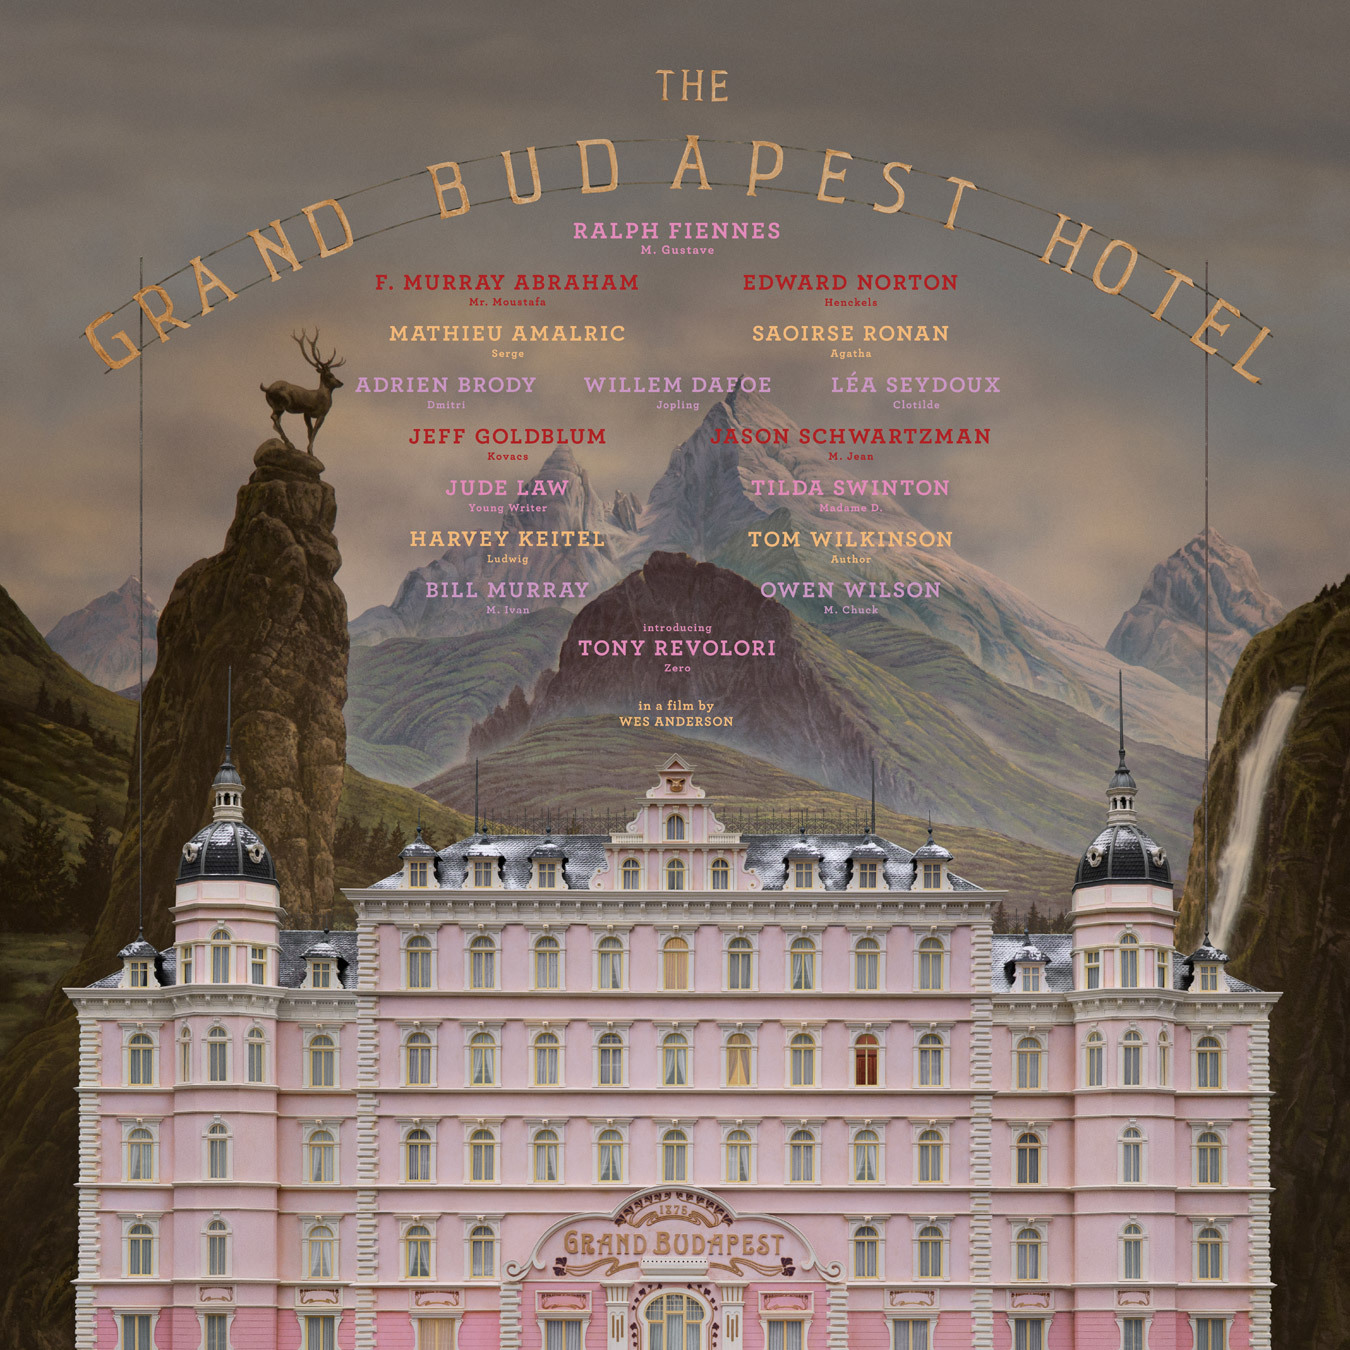 THE
GRAND BUDAPEST HOTEL
RALPH FIENNES
M. Gustave
F. MURRAY ABRAHAM EDWARD NORTON
Mr. Moustafa Henckels
MATHIEU AMALRIC SAOIRSE RONAN
Serge Agatha
ADRIEN BRODY WILLEM DAFOE LÉA SEYDOUX
Dmitri Jopling Clotilde
JEFF GOLDBLUM JASON SCHWARTZMAN
Kovacs M. Jean
JUDE LAW TILDA SWINTON
Young Writer Madame D.
HARVEY KEITEL TOM WILKINSON
Ludwig Author
BILL MURRAY OWEN WILSON
M. Ivan M. Chuck
introducing
TONY REVOLORI
Zero
in a film by
WES ANDERSON
1875
GRAND BUDAPEST